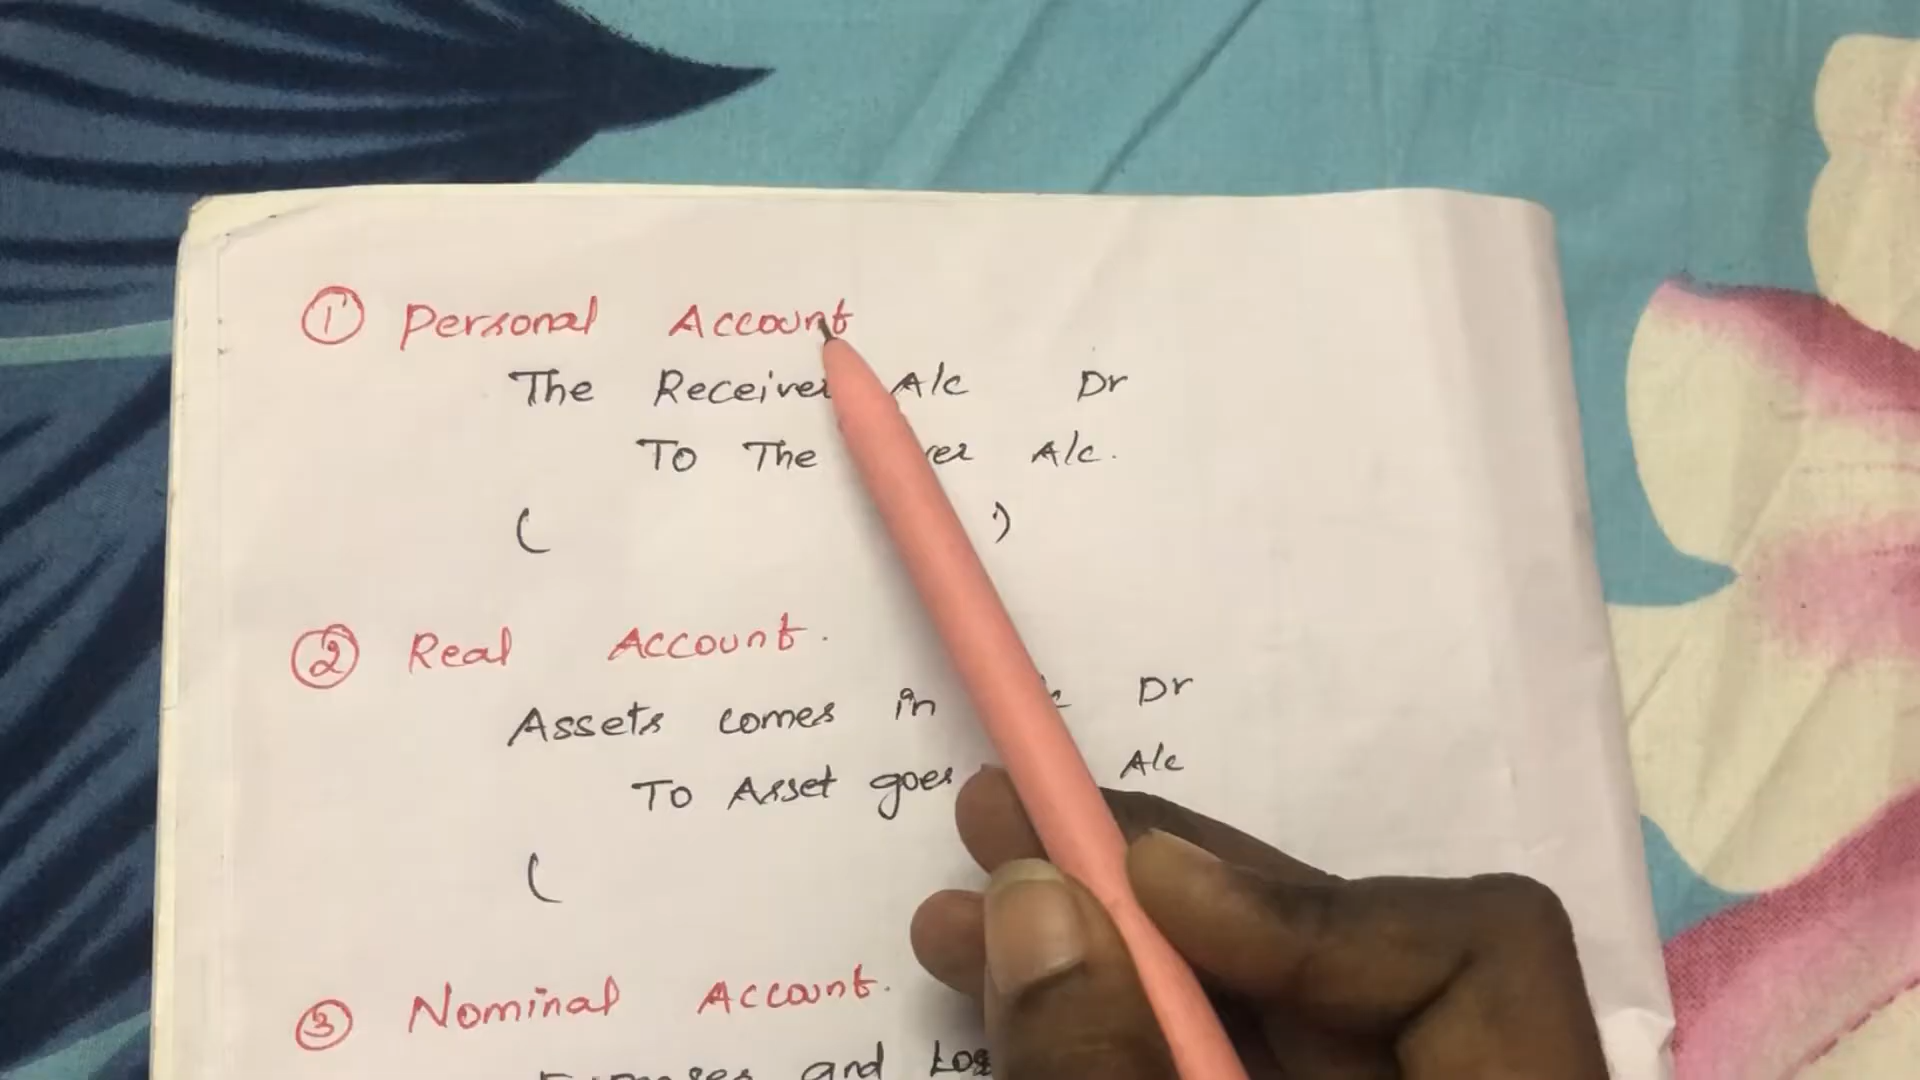 ① Personal Account
The Receiver A/c Dr
To The A/c.
( )
② Real Account.
Assets comes in Dr
To Asset goes A/c
(
③ Nominal Account.
and